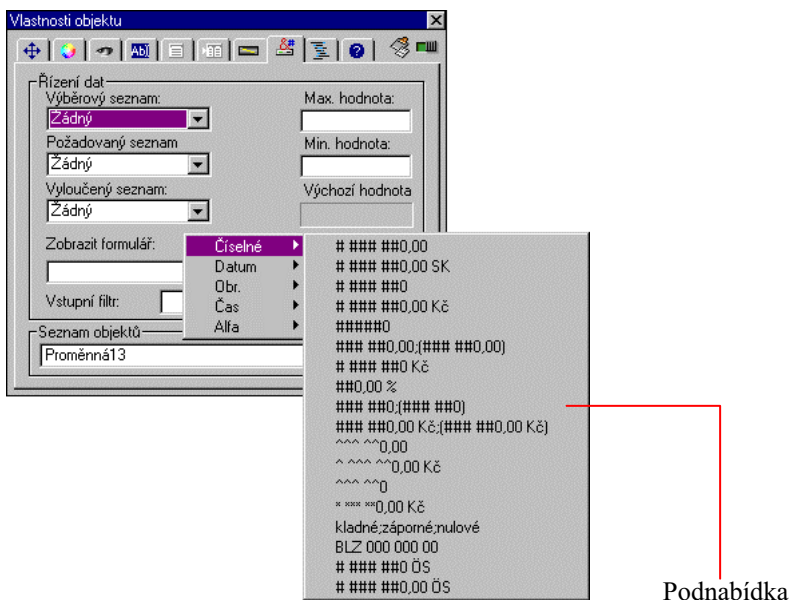 Vlastnosti objektu
Ab
&#
?
Řízení dat
Výběrový seznam:
Max. hodnota:
Žádný
Požadovaný seznam
Min. hodnota:
Žádný
Vyloučený seznam:
Výchozí hodnota
Žádný
Zobrazit formulář:
Vstupní filtr:
Seznam objektů
Proměnná13
Číselné
Datum
Obr.
Čas
Alfa
# ### ##0,00
# ### ##0,00 SK
# ### ##0
# ### ##0,00 Kč
#####0
### ##0,00;(### ##0,00)
# ### ##0 Kč
##0,00 %
### ##0;(### ##0)
### ##0,00 Kč;(### ##0,00 Kč)
^^^ ^^0,00
^ ^^^ ^^0,00 Kč
^^^ ^^0
* *** **0,00 Kč
kladné;záporné;nulové
BLZ 000 000 00
# ### ##0 ÖS
# ### ##0,00 ÖS
Podnabídka